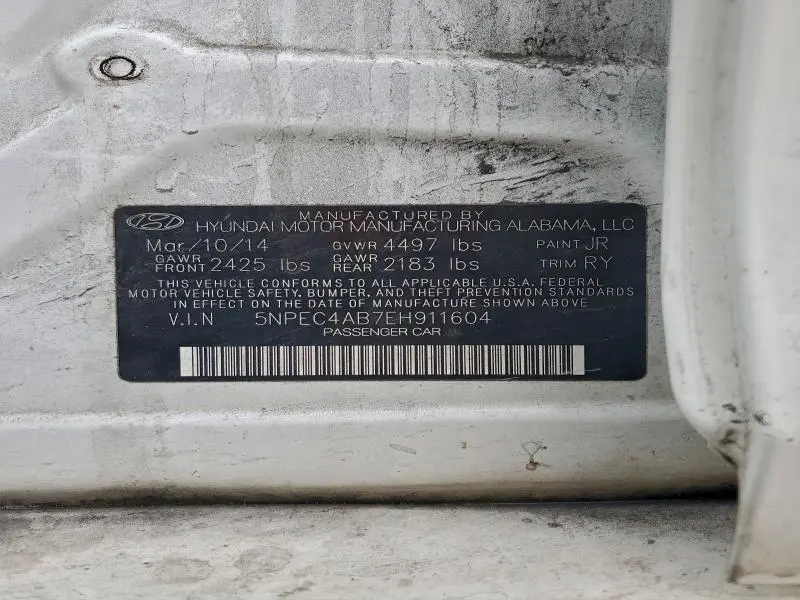 MANUFACTURED BY
HYUNDAI MOTOR MANUFACTURING ALABAMA, LLC
Mar/10/14 GVWR 4497 lbs PAINT JR
GAWR FRONT 2425 lbs GAWR REAR 2183 lbs TRIM RY
THIS VEHICLE CONFORMS TO ALL APPLICABLE U.S.A. FEDERAL
MOTOR VEHICLE SAFETY, BUMPER, AND THEFT PREVENTION STANDARDS
IN EFFECT ON THE DATE OF MANUFACTURE SHOWN ABOVE
V.I.N 5NPEC4AB7EH911604
PASSENGER CAR